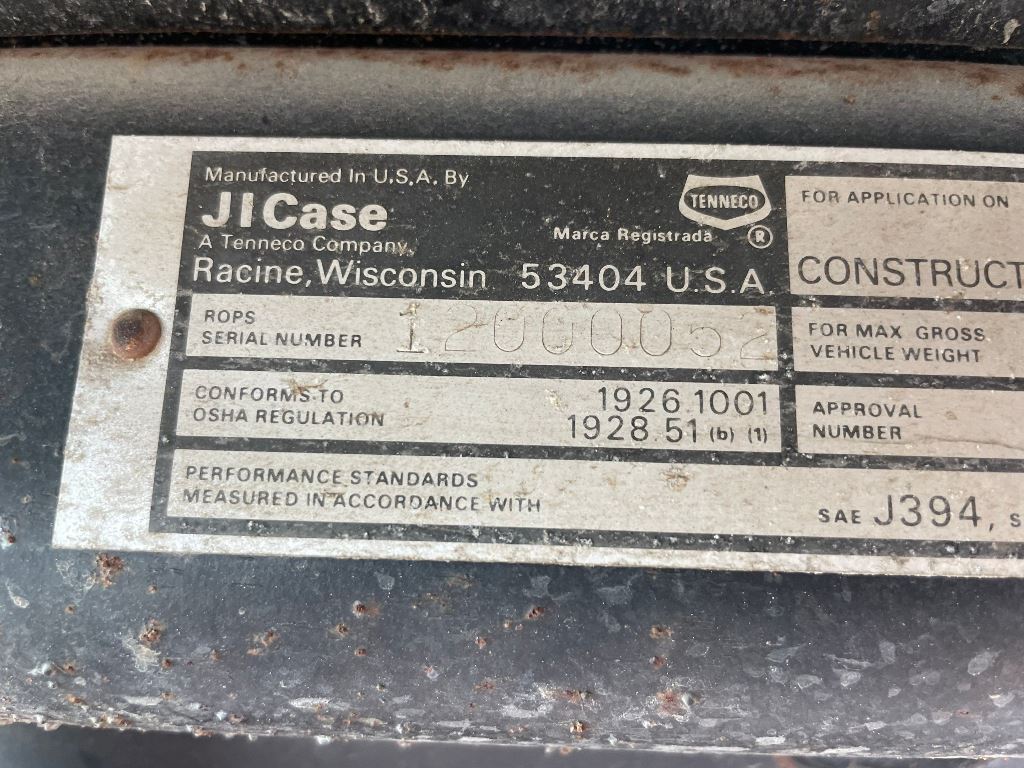 Manufactured In U.S.A. By
JICase
A Tenneco Company
Racine, Wisconsin 53404 U.S.A
TENNECO
Marca Registrada ®
ROPS
SERIAL NUMBER 12000052
CONFORMS TO
OSHA REGULATION
1926.1001
1928.51 (b) (1)
PERFORMANCE STANDARDS
MEASURED IN ACCORDANCE WITH
SAE J394, S
FOR APPLICATION ON
CONSTRUCT
FOR MAX GROSS
VEHICLE WEIGHT
APPROVAL
NUMBER